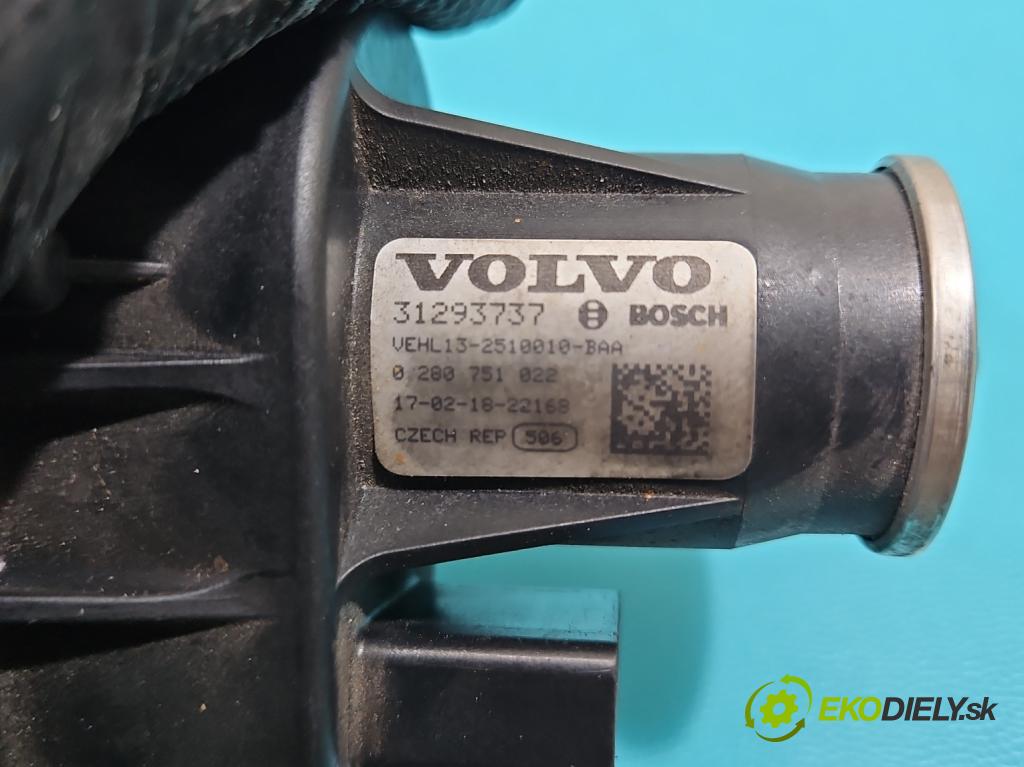 VOLVO
31293737 BOSCH
VEHL13-2510010-BAA
0 280 751 022
17-02-18-22168
CZECH REP 506
EKODIELY.sk